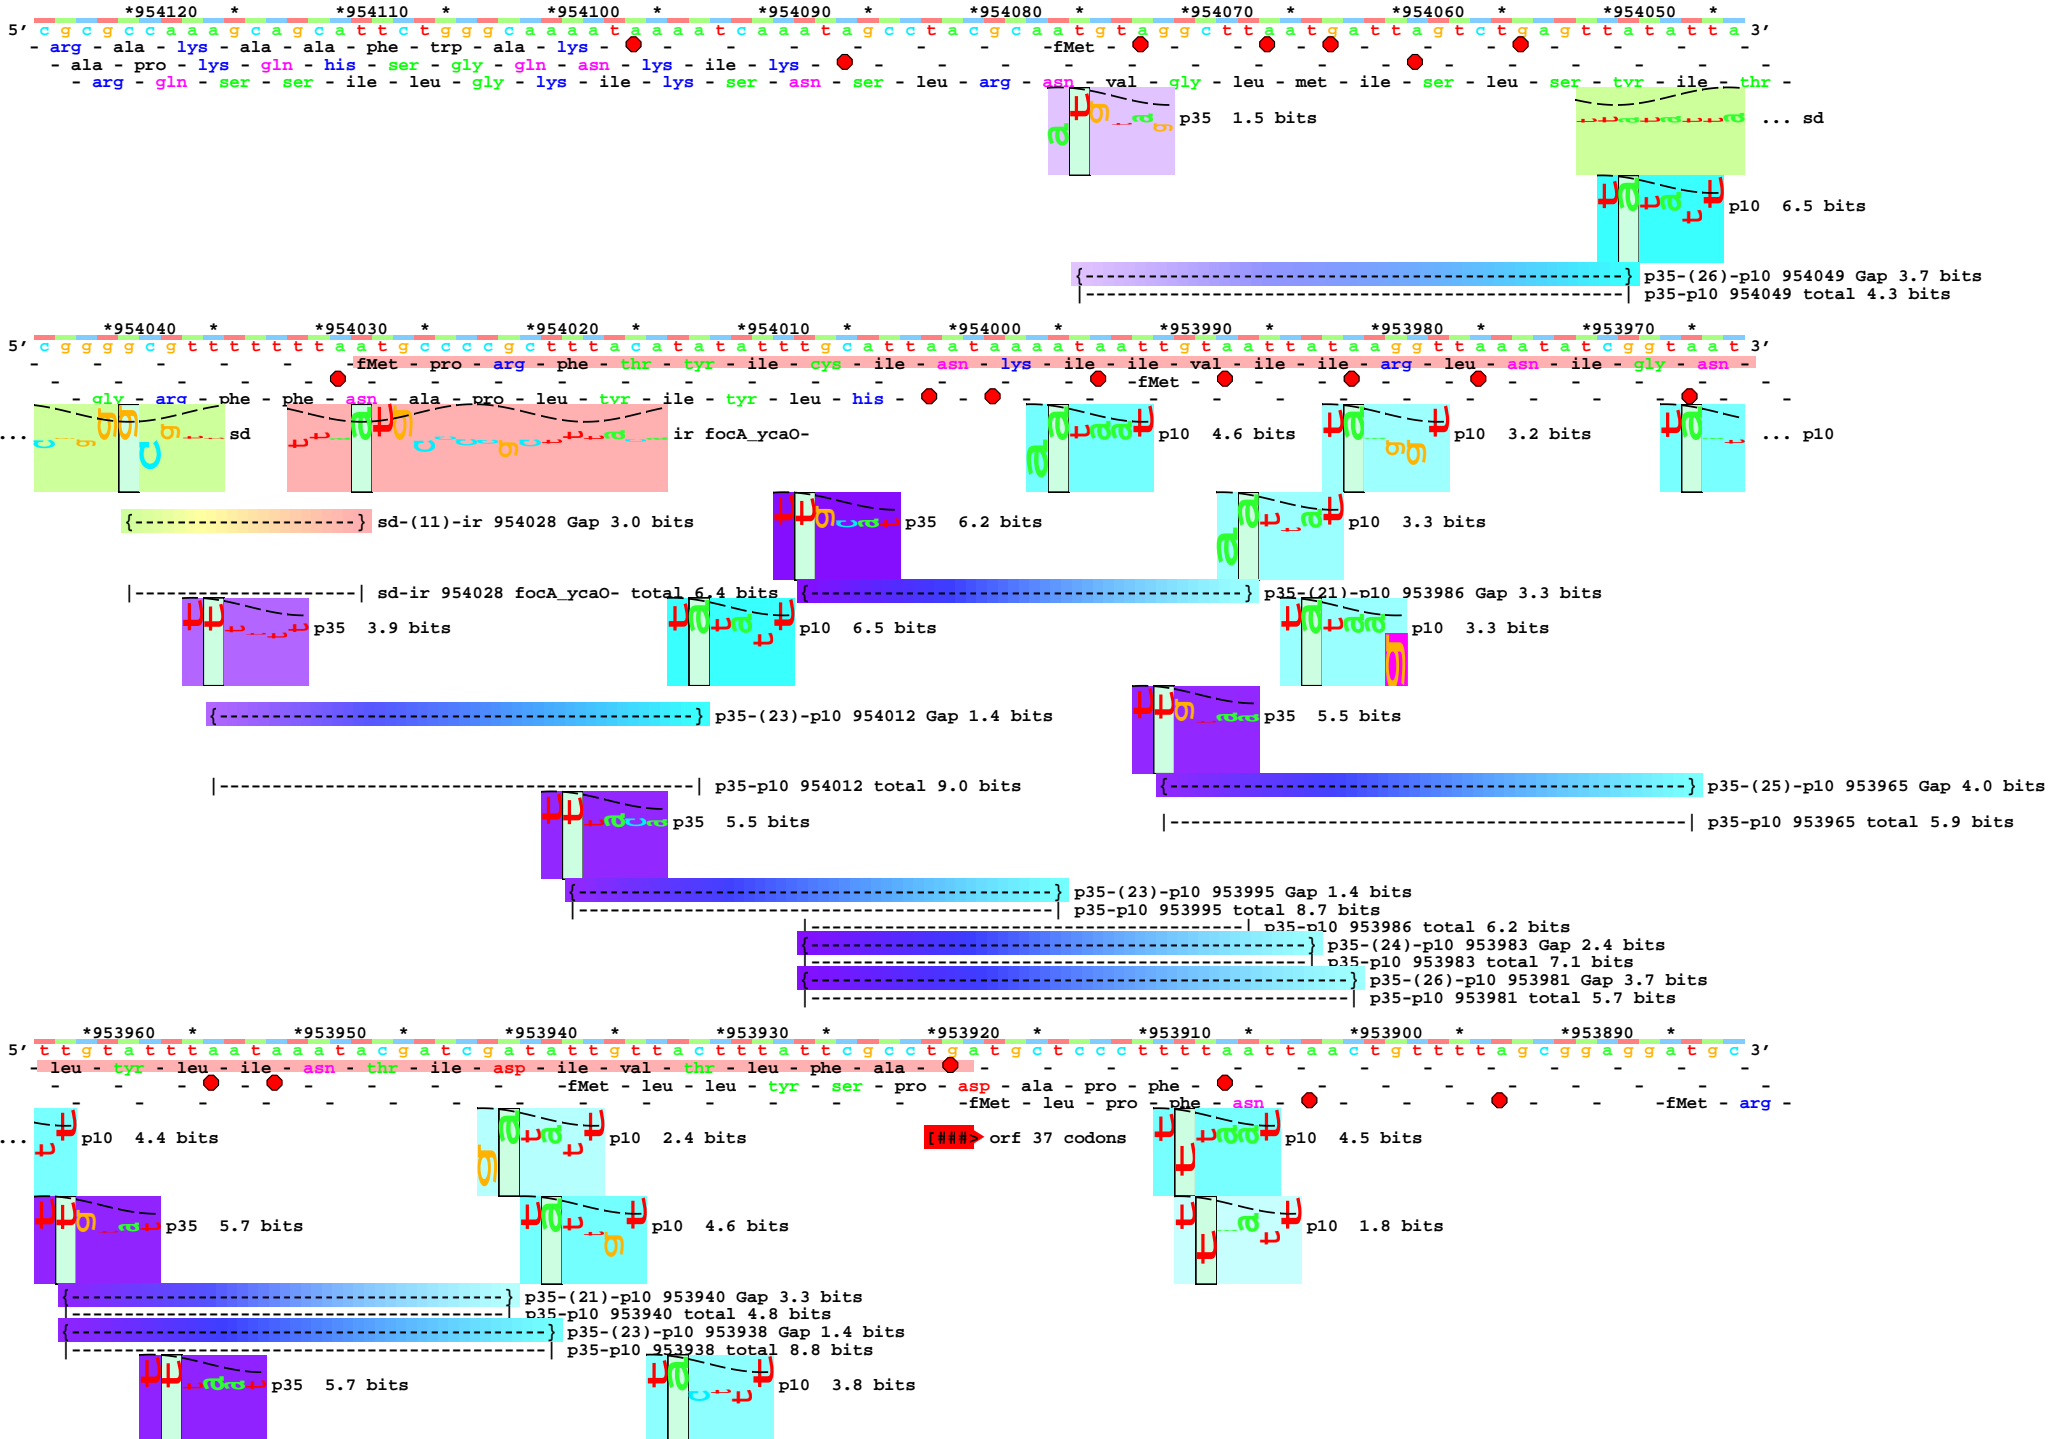 *954120 * *954110 * *954100 * *954090 * *954080 * *954070 * *954060 * *954050 *
5' c g c g c c a a a g c a g c a t t c t g g g c a a a a t a a a a t c a a a t a g c c t a c g c a a t g t a g g c t t a a t g a t t a g t c t g a g t t a t a t t a 3'
- arg - ala - lys - ala - ala - phe - trp - ala - lys - - - - - - - - -fMet - - - - - - -
- ala - pro - lys - gln - his - ser - gly - gln - asn - lys - ile - lys - - - - - - - - - - - - - -
- arg - gln - ser - ser - ile - leu - gly - lys - ile - lys - ser - asn - ser - leu - arg - asn - val - gly - leu - met - ile - ser - leu - ser - tyr - ile - thr -
a t g t a g p35 1.5 bits
t t a t a t t a ... sd
t a t a t t p10 6.5 bits
{--------------------------} p35-(26)-p10 954049 Gap 3.7 bits
|--------------------------| p35-p10 954049 total 4.3 bits
*954040 * *954030 * *954020 * *954010 * *954000 * *953990 * *953980 * *953970 *
5' c g g g g c g t t t t t t t a a t g c c c c g c t t t a c a t a t a t t t g c a t t a a t a a a a t a a t t g t a a t t a t a a g g t t a a a t a t c g g t a a t 3'
- - - - - -fMet - pro - arg - phe - thr - tyr - ile - cys - ile - ile - asn - lys - ile - ile - val - ile - ile - arg - leu - asn - ile - gly - asn -
- - - - - - - - - - - - - - - - -fMet - - - - - - - - -
- gly - arg - phe - phe - asn - ala - pro - leu - tyr - ile - tyr - leu - his - - - - - - - - - - - -
... sd
ir focA_ycaO-
p10 4.6 bits
p10 3.2 bits
... p10
{-----------} sd-(11)-ir 954028 Gap 3.0 bits
p35 6.2 bits
p10 3.3 bits
|-----------| sd-ir 954028 focA_ycaO- total 6.4 bits
{---------------------} p35-(21)-p10 953986 Gap 3.3 bits
p35 3.9 bits
p10 6.5 bits
p10 3.3 bits
{-----------------------} p35-(23)-p10 954012 Gap 1.4 bits
p35 5.5 bits
|-----------------------| p35-p10 954012 total 9.0 bits
{-------------------------} p35-(25)-p10 953965 Gap 4.0 bits
p35 5.5 bits
|-------------------------| p35-p10 953965 total 5.9 bits
{-----------------------} p35-(23)-p10 953995 Gap 1.4 bits
|-----------------------| p35-p10 953995 total 8.7 bits
|---------------------| p35-p10 953986 total 6.2 bits
{------------------------} p35-(24)-p10 953983 Gap 2.4 bits
|------------------------| p35-p10 953983 total 7.1 bits
{--------------------------} p35-(26)-p10 953981 Gap 3.7 bits
|--------------------------| p35-p10 953981 total 5.7 bits
*953960 * *953950 * *953940 * *953930 * *953920 * *953910 * *953900 * *953890 *
5' t t g t a t t t a a t a a a t a c g a t c g a t a t t g t t a c t t t a t t c g c c t g a t g c t c c c t t t t a a t t a a c t g t t t t a g c g g a g g a t g c 3'
- leu - tyr - leu - ile - asn - thr - ile - asp - ile - val - thr - leu - phe - ala - - - - - - - - - - - - -
- - - - - - -fMet - leu - leu - tyr - ser - pro - asp - ala - pro - phe - - - - - - - - -
- - - - - - - - - - - - - - -fMet - leu - pro - phe - asn - - - - - -fMet - arg -
... p10 4.4 bits
p10 2.4 bits
[###> orf 37 codons
p10 4.5 bits
p35 5.7 bits
p10 4.6 bits
p10 1.8 bits
{---------------------} p35-(21)-p10 953940 Gap 3.3 bits
|---------------------| p35-p10 953940 total 4.8 bits
{-----------------------} p35-(23)-p10 953938 Gap 1.4 bits
|-----------------------| p35-p10 953938 total 8.8 bits
p35 5.7 bits
p10 3.8 bits